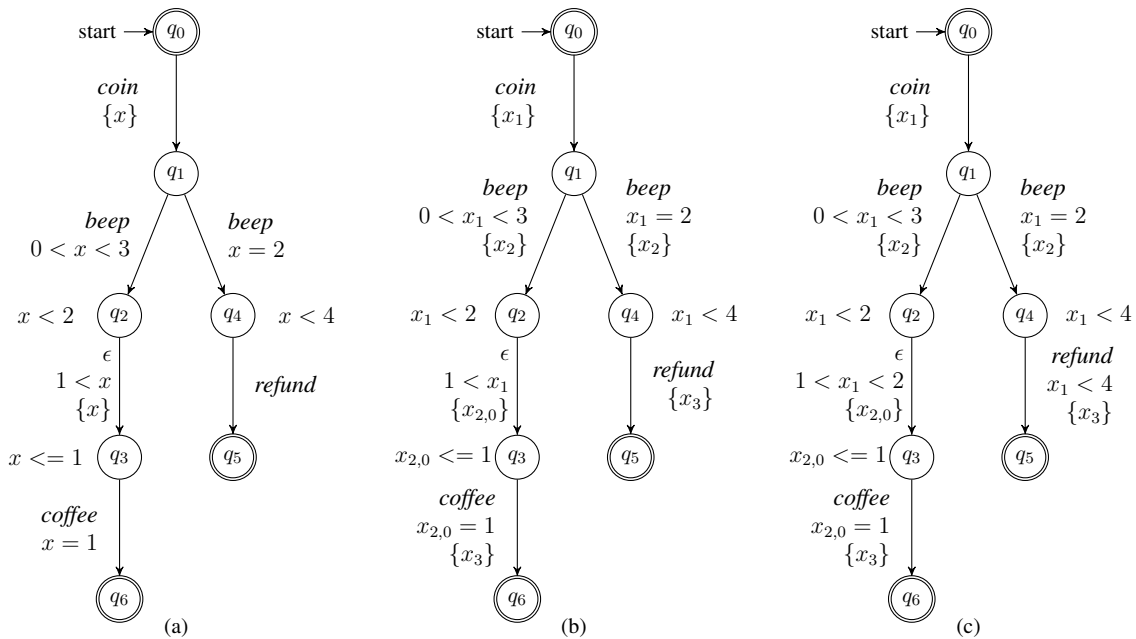 start
q₀
coin
{x}
q₁
beep
0 < x < 3
beep
x = 2
x < 2
q₂
q₄
x < 4
ϵ
1 < x
{x}
refund
x <= 1
q₃
q₅
coffee
x = 1
q₆
(a)
start
q₀
coin
{x₁}
q₁
beep
0 < x₁ < 3
{x₂}
beep
x₁ = 2
{x₂}
x₁ < 2
q₂
q₄
x₁ < 4
ϵ
1 < x₁
{x₂,₀}
refund
{x₃}
x₂,₀ <= 1
q₃
q₅
coffee
x₂,₀ = 1
{x₃}
q₆
(b)
start
q₀
coin
{x₁}
q₁
beep
0 < x₁ < 3
{x₂}
beep
x₁ = 2
{x₂}
x₁ < 2
q₂
q₄
x₁ < 4
ϵ
1 < x₁ < 2
{x₂,₀}
refund
x₁ < 4
{x₃}
x₂,₀ <= 1
q₃
q₅
coffee
x₂,₀ = 1
{x₃}
q₆
(c)